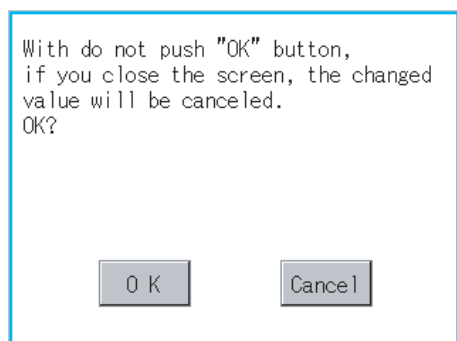 With do not push "OK" button,
if you close the screen, the changed
value will be canceled.
OK?
O K
Cancel